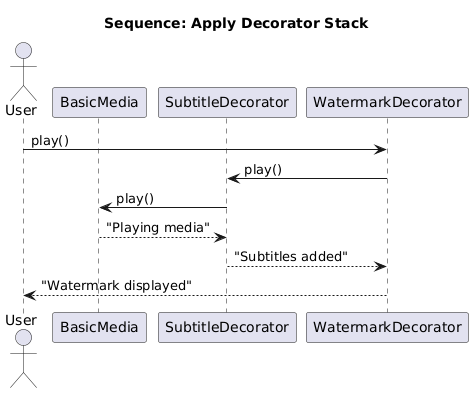 Sequence: Apply Decorator Stack
User
BasicMedia
SubtitleDecorator
WatermarkDecorator
play()
play()
play()
"Playing media"
"Subtitles added"
"Watermark displayed"
User
BasicMedia
SubtitleDecorator
WatermarkDecorator